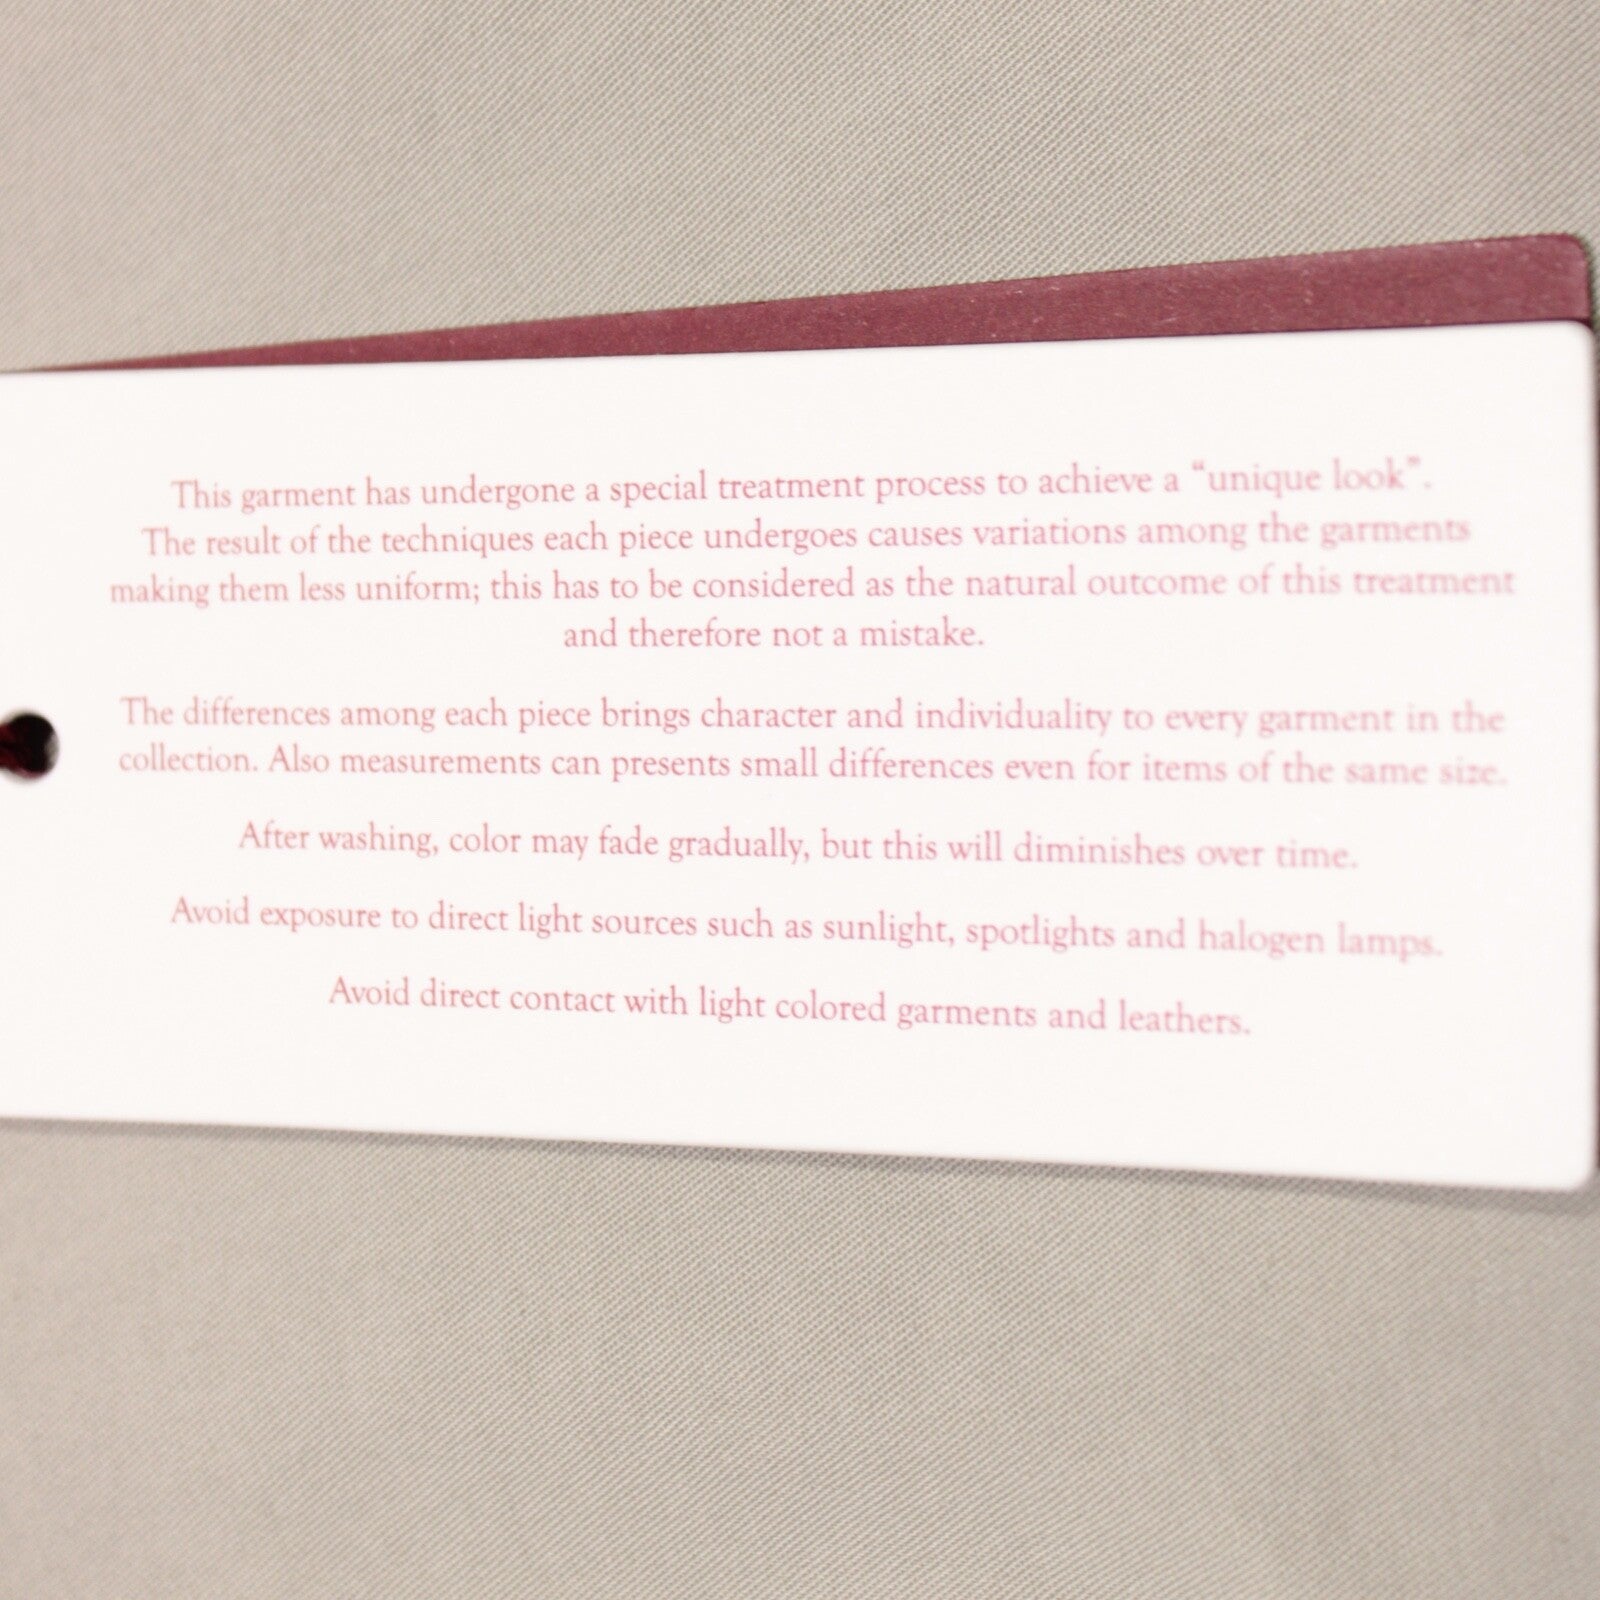 This garment has undergone a special treatment process to achieve a “unique look”.
The result of the techniques each piece undergoes causes variations among the garments
making them less uniform; this has to be considered as the natural outcome of this treatment
and therefore not a mistake.
The differences among each piece brings character and individuality to every garment in the
collection. Also measurements can presents small differences even for items of the same size.
After washing, color may fade gradually, but this will diminishes over time.
Avoid exposure to direct light sources such as sunlight, spotlights and halogen lamps.
Avoid direct contact with light colored garments and leathers.